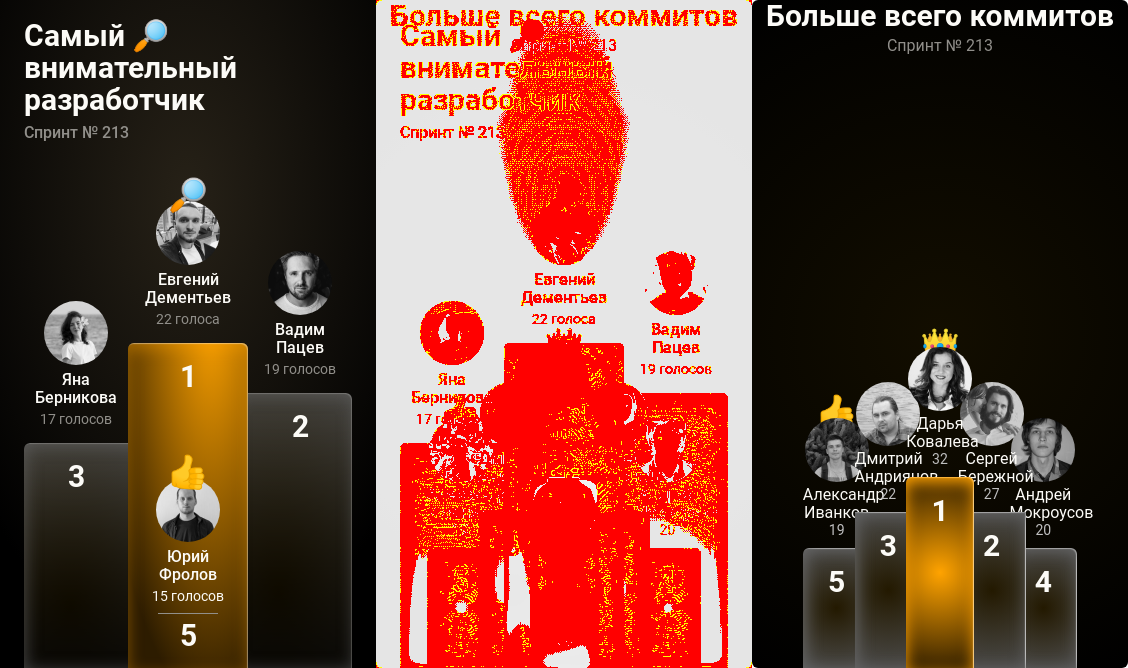 Самый
внимательный
разработчик
Спринт № 213
Евгений
Дементьев
22 голоса
Вадим
Пацев
19 голосов
Яна
Берникова
17 голосов
1
2
3
Юрий
Фролов
15 голосов
5
Больше всего коммитов
Самый
внимательный
разработчик
Спринт № 213
Евгений
Дементьев
22 голоса
Вадим
Пацев
19 голосов
Яна
Берникова
Больше всего коммитов
Спринт № 213
Дарья
Ковалева
32
Дмитрий
Андриянов
22
Сергей
Бережной
27
Александр
Иванков
19
Андрей
Мокроусов
20
1
3
2
5
4